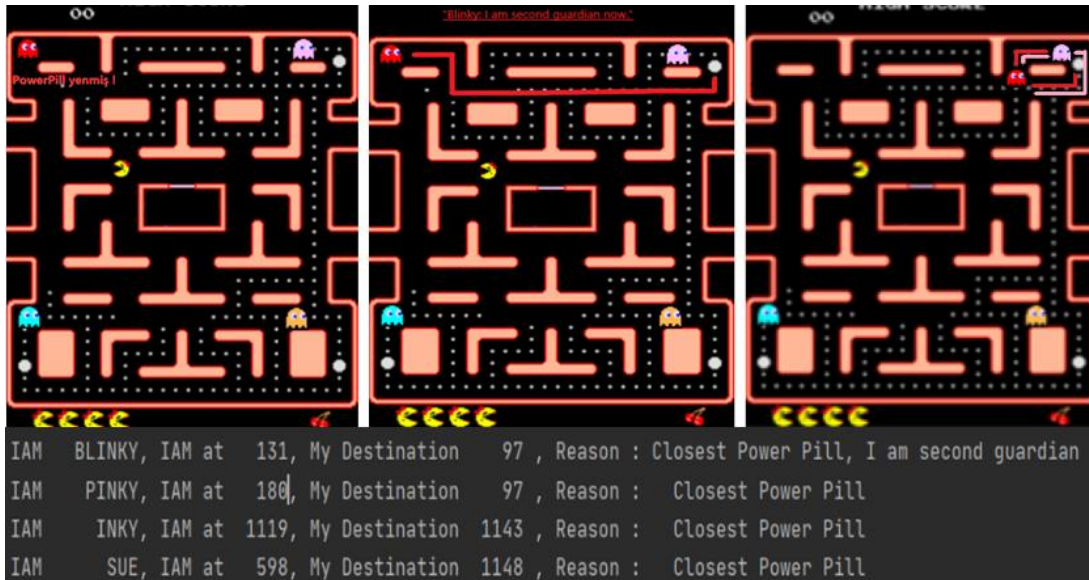 00
"Blinky: I am second guardian now."
00
HIGH SCORE
PowerPill yenmiş !
IAM BLINKY, IAM at 131, My Destination 97 , Reason : Closest Power Pill, I am second guardian
IAM PINKY, IAM at 180, My Destination 97 , Reason : Closest Power Pill
IAM INKY, IAM at 1119, My Destination 1143 , Reason : Closest Power Pill
IAM SUE, IAM at 598, My Destination 1148 , Reason : Closest Power Pill